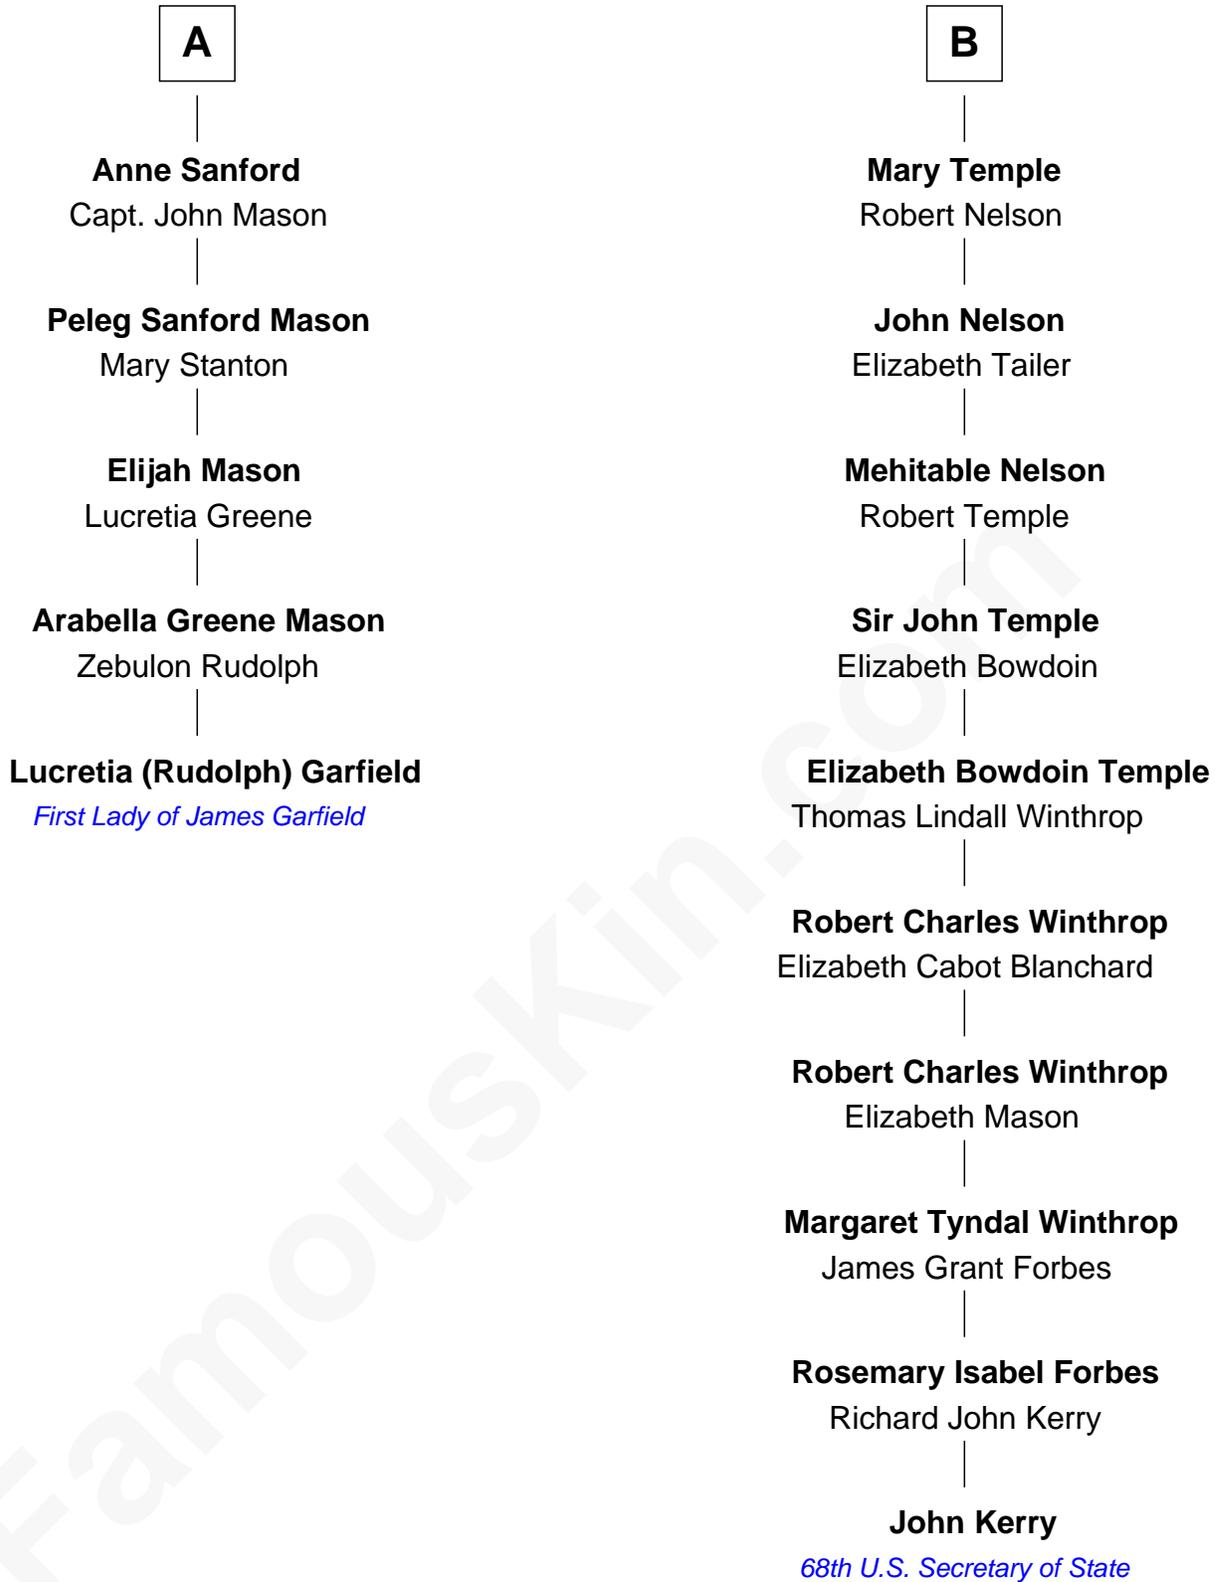 A
Anne Sanford
Capt. John Mason
Peleg Sanford Mason
Mary Stanton
Elijah Mason
Lucretia Greene
Arabella Greene Mason
Zebulon Rudolph
Lucretia (Rudolph) Garfield
First Lady of James Garfield
B
Mary Temple
Robert Nelson
John Nelson
Elizabeth Tailer
Mehitable Nelson
Robert Temple
Sir John Temple
Elizabeth Bowdoin
Elizabeth Bowdoin Temple
Thomas Lindall Winthrop
Robert Charles Winthrop
Elizabeth Cabot Blanchard
Robert Charles Winthrop
Elizabeth Mason
Margaret Tyndal Winthrop
James Grant Forbes
Rosemary Isabel Forbes
Richard John Kerry
John Kerry
68th U.S. Secretary of State
FamousKin.com